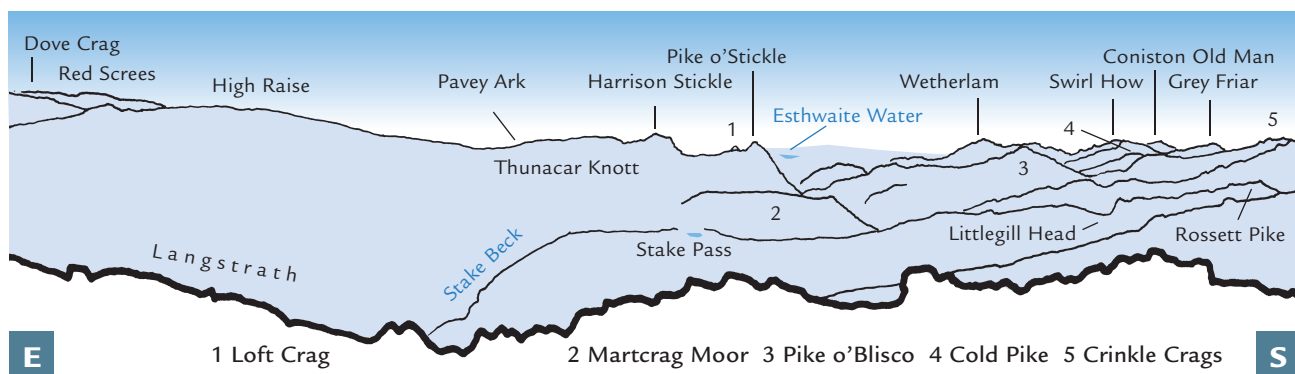 Dove Crag
Red Screes
High Raise
Pavey Ark
Harrison Stickle
Pike o'Stickle
1
Esthwaite Water
Wetherlam
Coniston Old Man
Swirl How
Grey Friar
4
5
3
Thunacar Knott
2
Langstrath
Stake Beck
Stake Pass
Littlegill Head
Rossett Pike
E
1 Loft Crag
2 Martcrag Moor
3 Pike o'Blisco
4 Cold Pike
5 Crinkle Crags
S